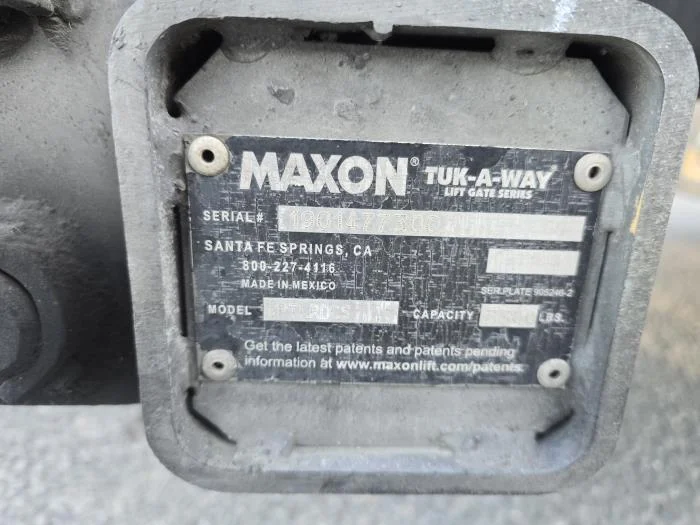 MAXON® TUK-A-WAY®
LIFT GATE SERIES
SERIAL#
SANTA FE SPRINGS, CA
800-227-4116
MADE IN MEXICO
SER.PLATE 905246-2
MODEL CAPACITY LBS.
Get the latest patents and patents pending
information at www.maxonlift.com/patents.